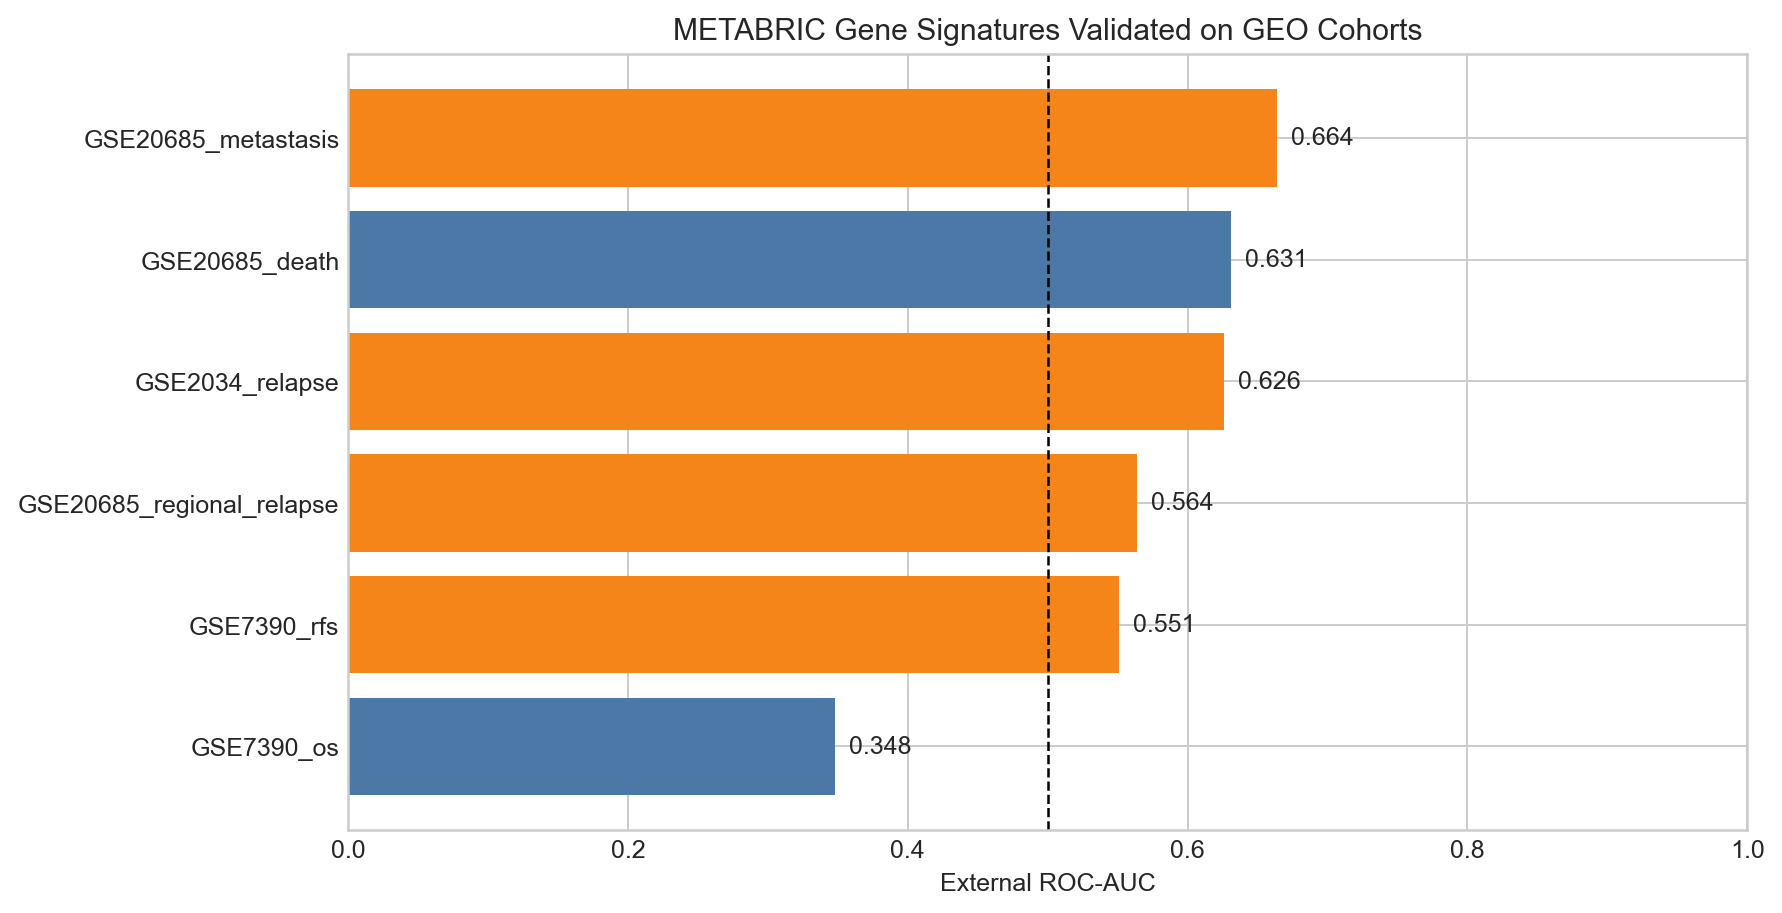 METABRIC Gene Signatures Validated on GEO Cohorts
GSE20685_metastasis
0.664
GSE20685_death
0.631
GSE2034_relapse
0.626
GSE20685_regional_relapse
0.564
GSE7390_rfs
0.551
GSE7390_os
0.348
0.0 0.2 0.4 0.6 0.8 1.0
External ROC-AUC